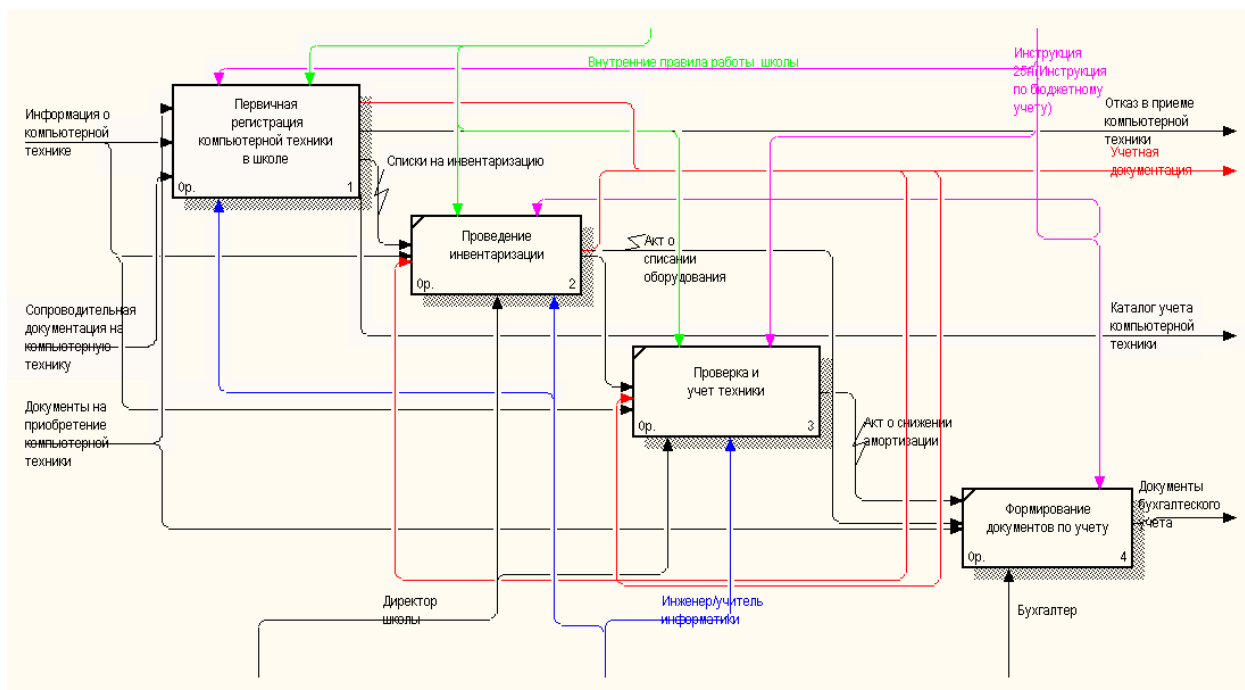 Внутренние правила работы школы
Инструкция
25н(Инструкция
по бюджетному
учету)
Информация о
компьютерной
технике
Первичная
регистрация
компьютерной техники
в школе
0р.
1
Отказ в приеме
компьютерной
техники
Учетная
документация
Списки на инвентаризацию
Проведение
инвентаризации
0р.
2
Акт о
списании
оборудования
Сопроводительная
документация на
компьютерную
технику
Каталог учета
компьютерной
техники
Проверка и
учет техники
0р.
3
Документы на
приобретение
компьютерной
техники
Акт о снижении
амортизации
Формирование
документов по учету
0р.
4
Документы
бухгалтеского
учета
Директор
школы
Инженер/учитель
информатики
Бухгалтер